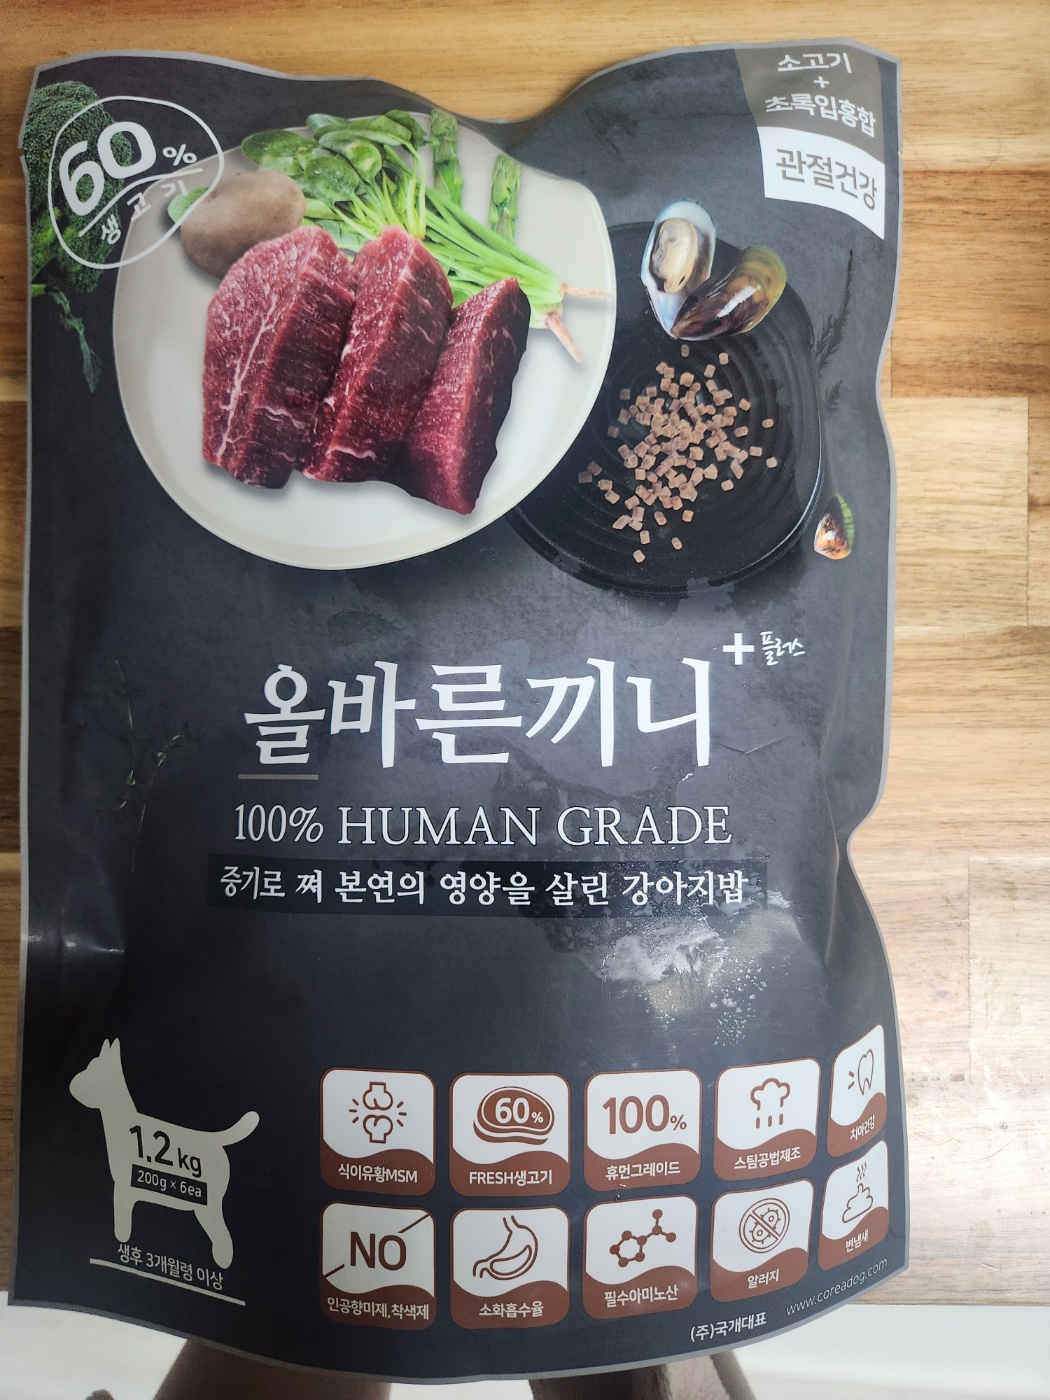 60%
생고기
소고기
+
초록입홍합
관절건강
올바른끼니
+ 플러스
100% HUMAN GRADE
증기로 쪄 본연의 영양을 살린 강아지밥
1.2 kg
200g × 6ea
생후 3개월령 이상
식이유황MSM
60%
FRESH생고기
100%
휴먼그레이드
스팀공법제조
치아건강
NO
인공향미제,착색제
소화흡수율
필수아미노산
알러지
변냄새
(주)국개대표
www.coreadog.com